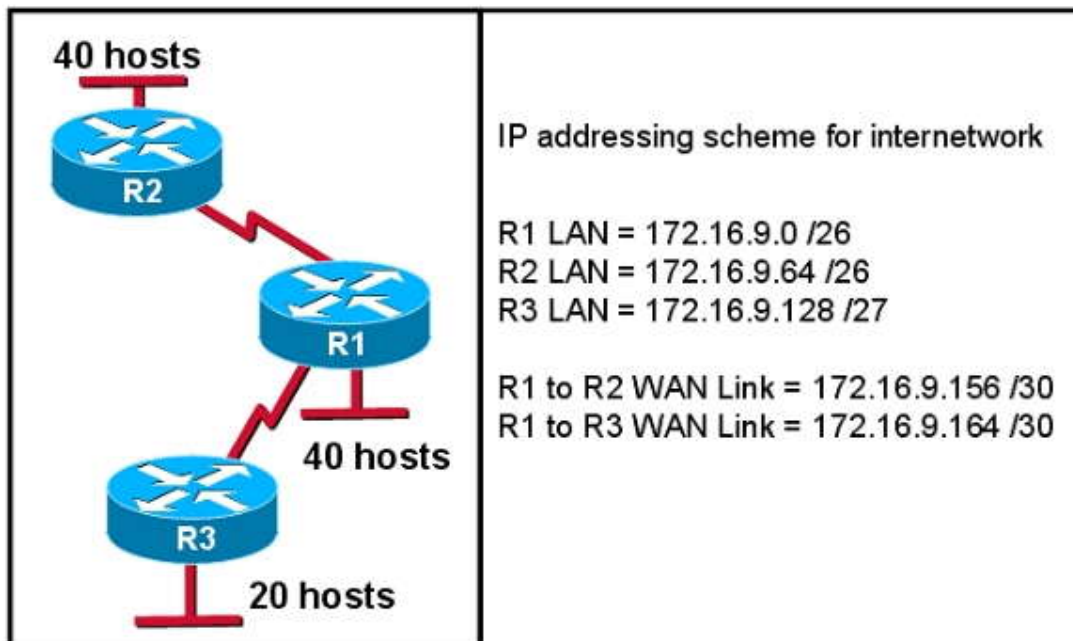 40 hosts
R2
R1
40 hosts
R3
20 hosts
IP addressing scheme for internetwork
R1 LAN = 172.16.9.0 /26
R2 LAN = 172.16.9.64 /26
R3 LAN = 172.16.9.128 /27
R1 to R2 WAN Link = 172.16.9.156 /30
R1 to R3 WAN Link = 172.16.9.164 /30